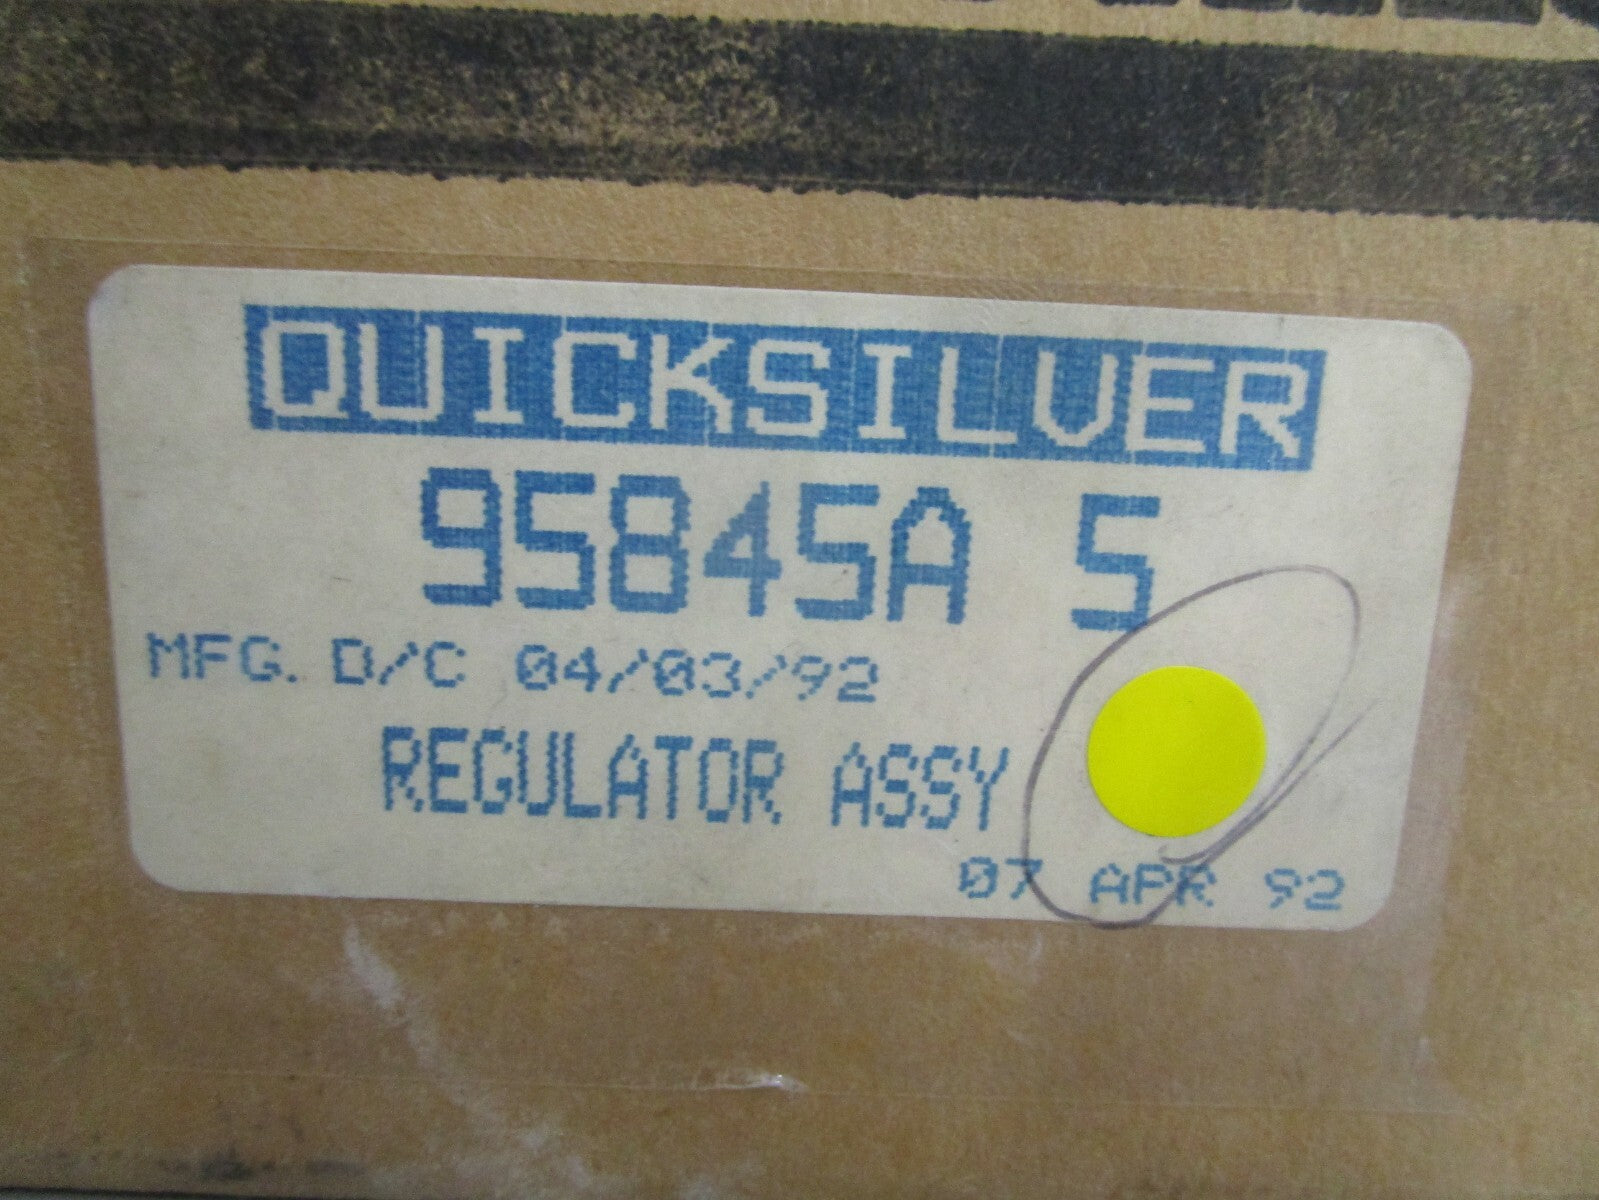 QUICKSILVER
95845A 5
MFG. D/C 04/03/92
REGULATOR ASSY
07 APR 92